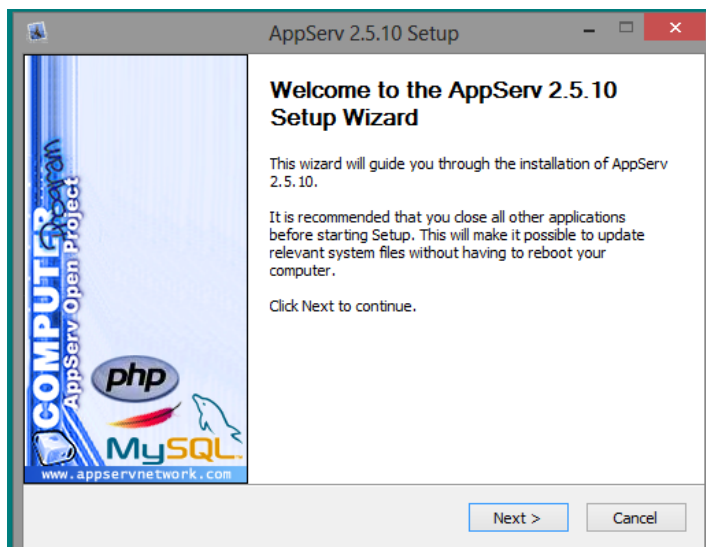 AppServ 2.5.10 Setup
COMPUTER
Program
AppServ Open Project
php
MySQL
www.appservnetwork.com
Welcome to the AppServ 2.5.10
Setup Wizard
This wizard will guide you through the installation of AppServ
2.5.10.
It is recommended that you close all other applications
before starting Setup. This will make it possible to update
relevant system files without having to reboot your
computer.
Click Next to continue.
Next >
Cancel